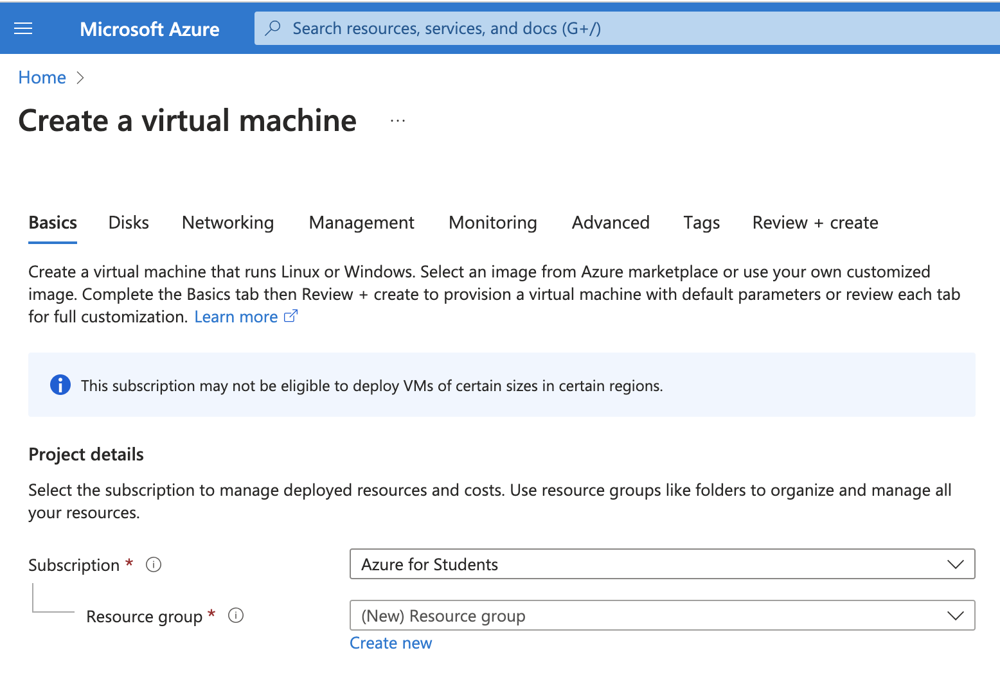 Microsoft Azure
Search resources, services, and docs (G+/)
Home
Create a virtual machine
...
Basics
Disks
Networking
Management
Monitoring
Advanced
Tags
Review + create
Create a virtual machine that runs Linux or Windows. Select an image from Azure marketplace or use your own customized
image. Complete the Basics tab then Review + create to provision a virtual machine with default parameters or review each tab
for full customization. Learn more
This subscription may not be eligible to deploy VMs of certain sizes in certain regions.
Project details
Select the subscription to manage deployed resources and costs. Use resource groups like folders to organize and manage all
your resources.
Subscription *
Azure for Students
Resource group *
(New) Resource group
Create new